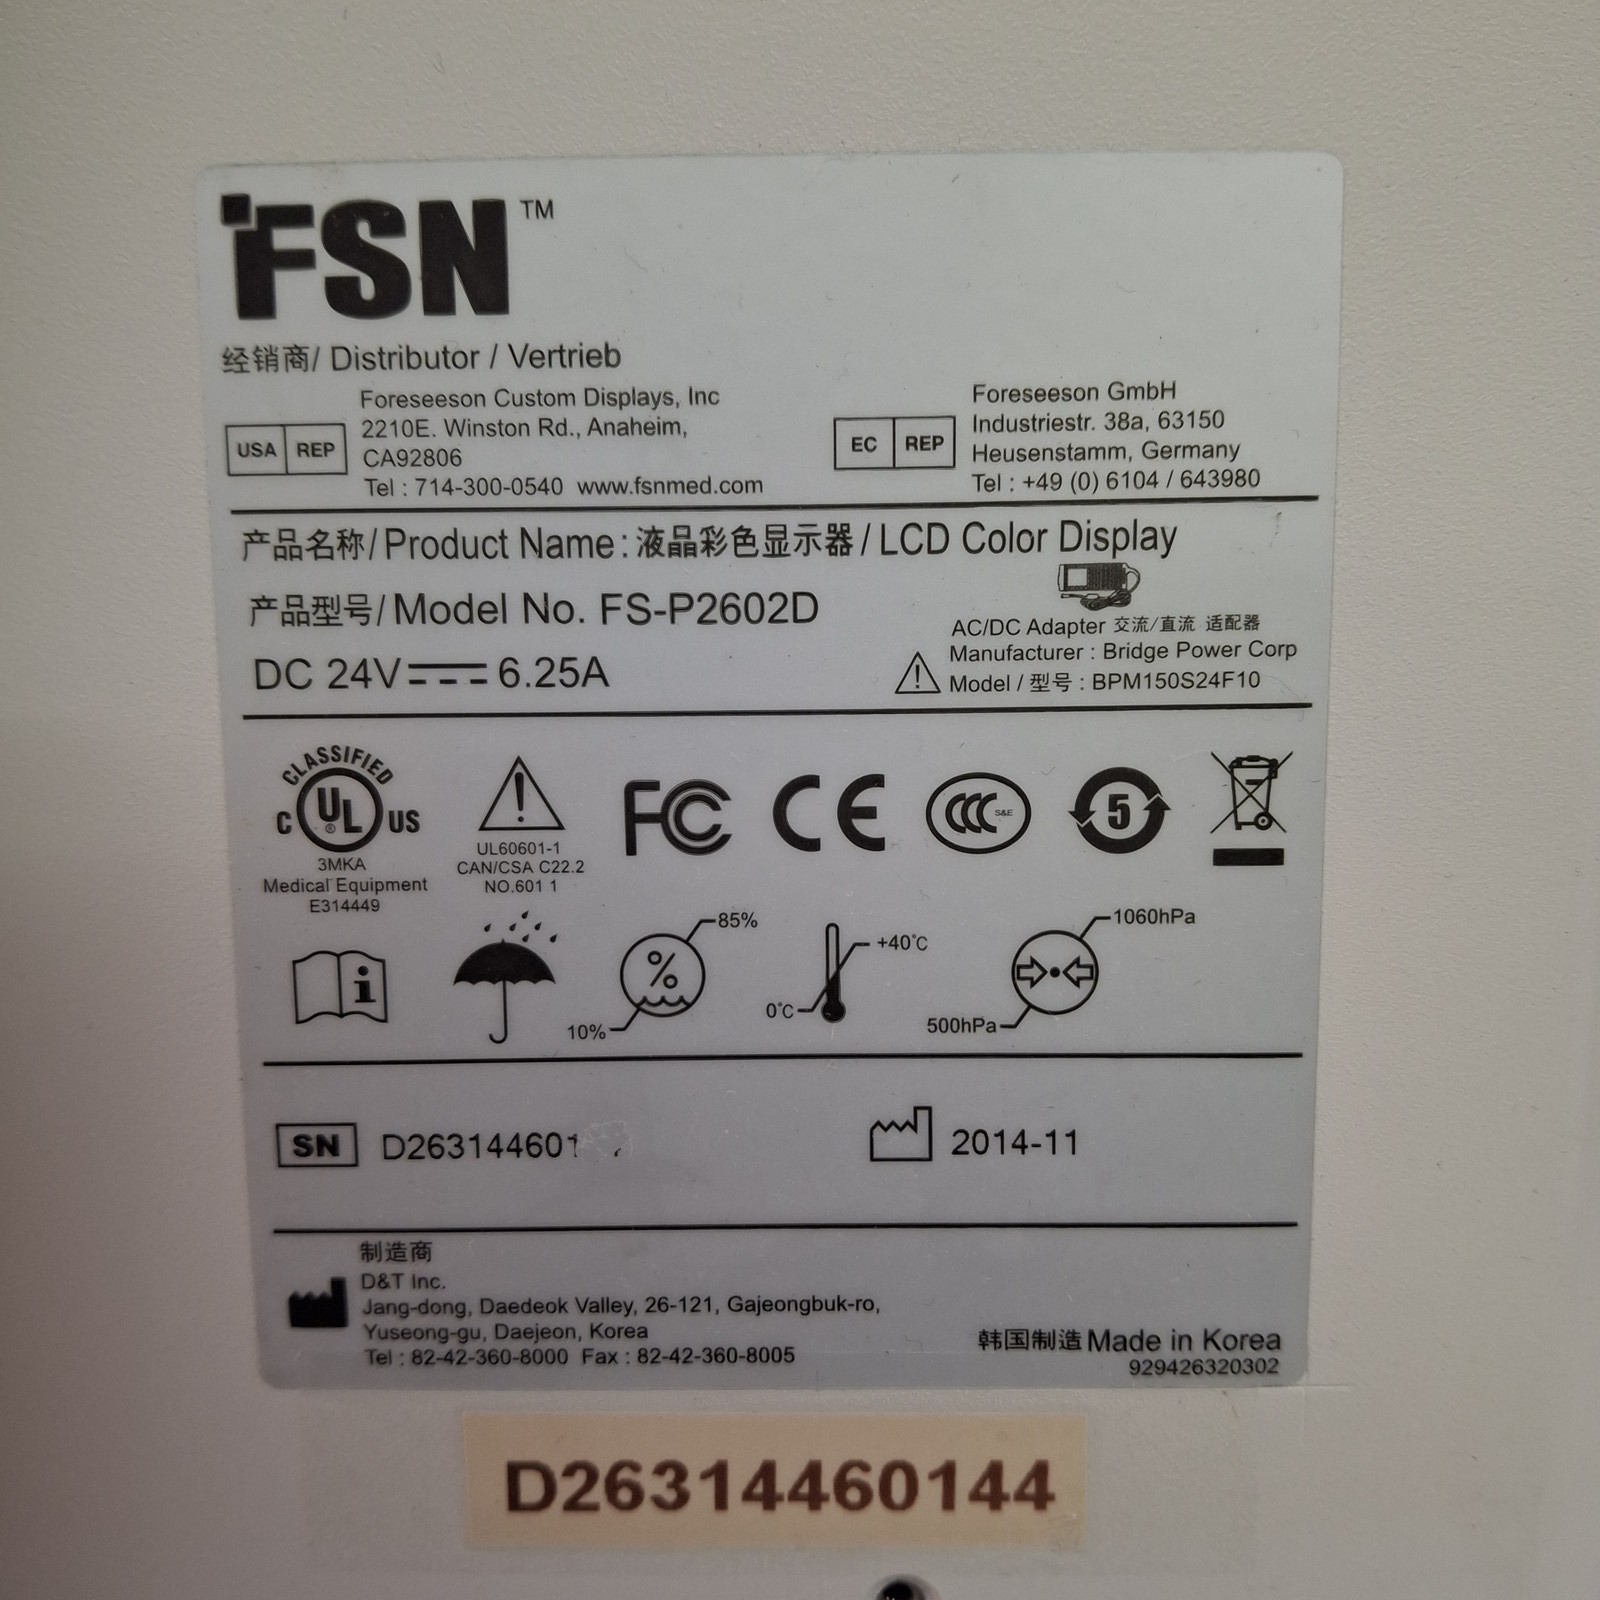 FSN™
经销商/ Distributor / Vertrieb
USA REP
Foreseeson Custom Displays, Inc
2210E. Winston Rd., Anaheim,
CA92806
Tel : 714-300-0540 www.fsnmed.com
EC REP
Foreseeson GmbH
Industriestr. 38a, 63150
Heusenstamm, Germany
Tel : +49 (0) 6104 / 643980
产品名称/Product Name : 液晶彩色显示器/ LCD Color Display
产品型号/ Model No. FS-P2602D
DC 24V 6.25A
AC/DC Adapter 交流/直流 适配器
Manufacturer : Bridge Power Corp
Model / 型号 : BPM150S24F10
CLASSIFIED
C UL® US
3MKA
Medical Equipment
E314449
UL60601-1
CAN/CSA C22.2
NO.601 1
FC
CE
CCC S&E
5
i
85%
%
10%
+40°C
0°C
1060hPa
500hPa
SN D263144601
2014-11
制造商
D&T Inc.
Jang-dong, Daedeok Valley, 26-121, Gajeongbuk-ro,
Yuseong-gu, Daejeon, Korea
Tel : 82-42-360-8000 Fax : 82-42-360-8005
韩国制造 Made in Korea
929426320302
D26314460144